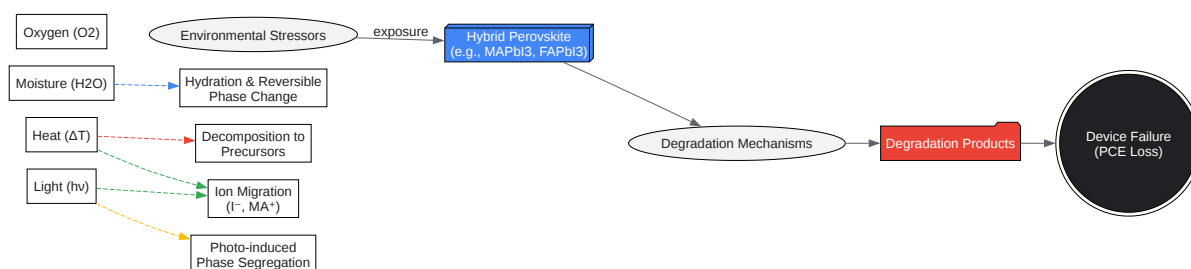 Oxygen (O2)
Environmental Stressors
exposure
Hybrid Perovskite
(e.g., MAPbI3, FAPbI3)
Moisture (H2O)
Hydration & Reversible
Phase Change
Heat (ΔT)
Decomposition to
Precursors
Degradation Mechanisms
Degradation Products
Device Failure
(PCE Loss)
Light (hν)
Ion Migration
(I⁻, MA⁺)
Photo-induced
Phase Segregation